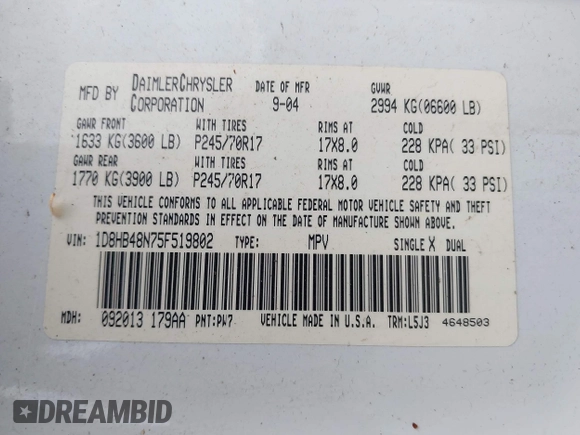 MFD BY DAIMLERCHRYSLER CORPORATION DATE OF MFR 9-04 GVWR 2994 KG(06600 LB)
GAWR FRONT WITH TIRES RIMS AT COLD
1633 KG(3600 LB) P245/70R17 17X8.0 228 KPA( 33 PSI)
GAWR REAR WITH TIRES RIMS AT COLD
1770 KG(3900 LB) P245/70R17 17X8.0 228 KPA( 33 PSI)
THIS VEHICLE CONFORMS TO ALL APPLICABLE FEDERAL MOTOR VEHICLE SAFETY AND THEFT
PREVENTION STANDARDS IN EFFECT ON THE DATE OF MANUFACTURE SHOWN ABOVE.
VIN: 1D8HB48N75F519802 TYPE: MPV SINGLE X DUAL
MDH: 092013 179AA PNT:PW7 VEHICLE MADE IN U.S.A. TRM:L5J3 4648503
DREAMBID